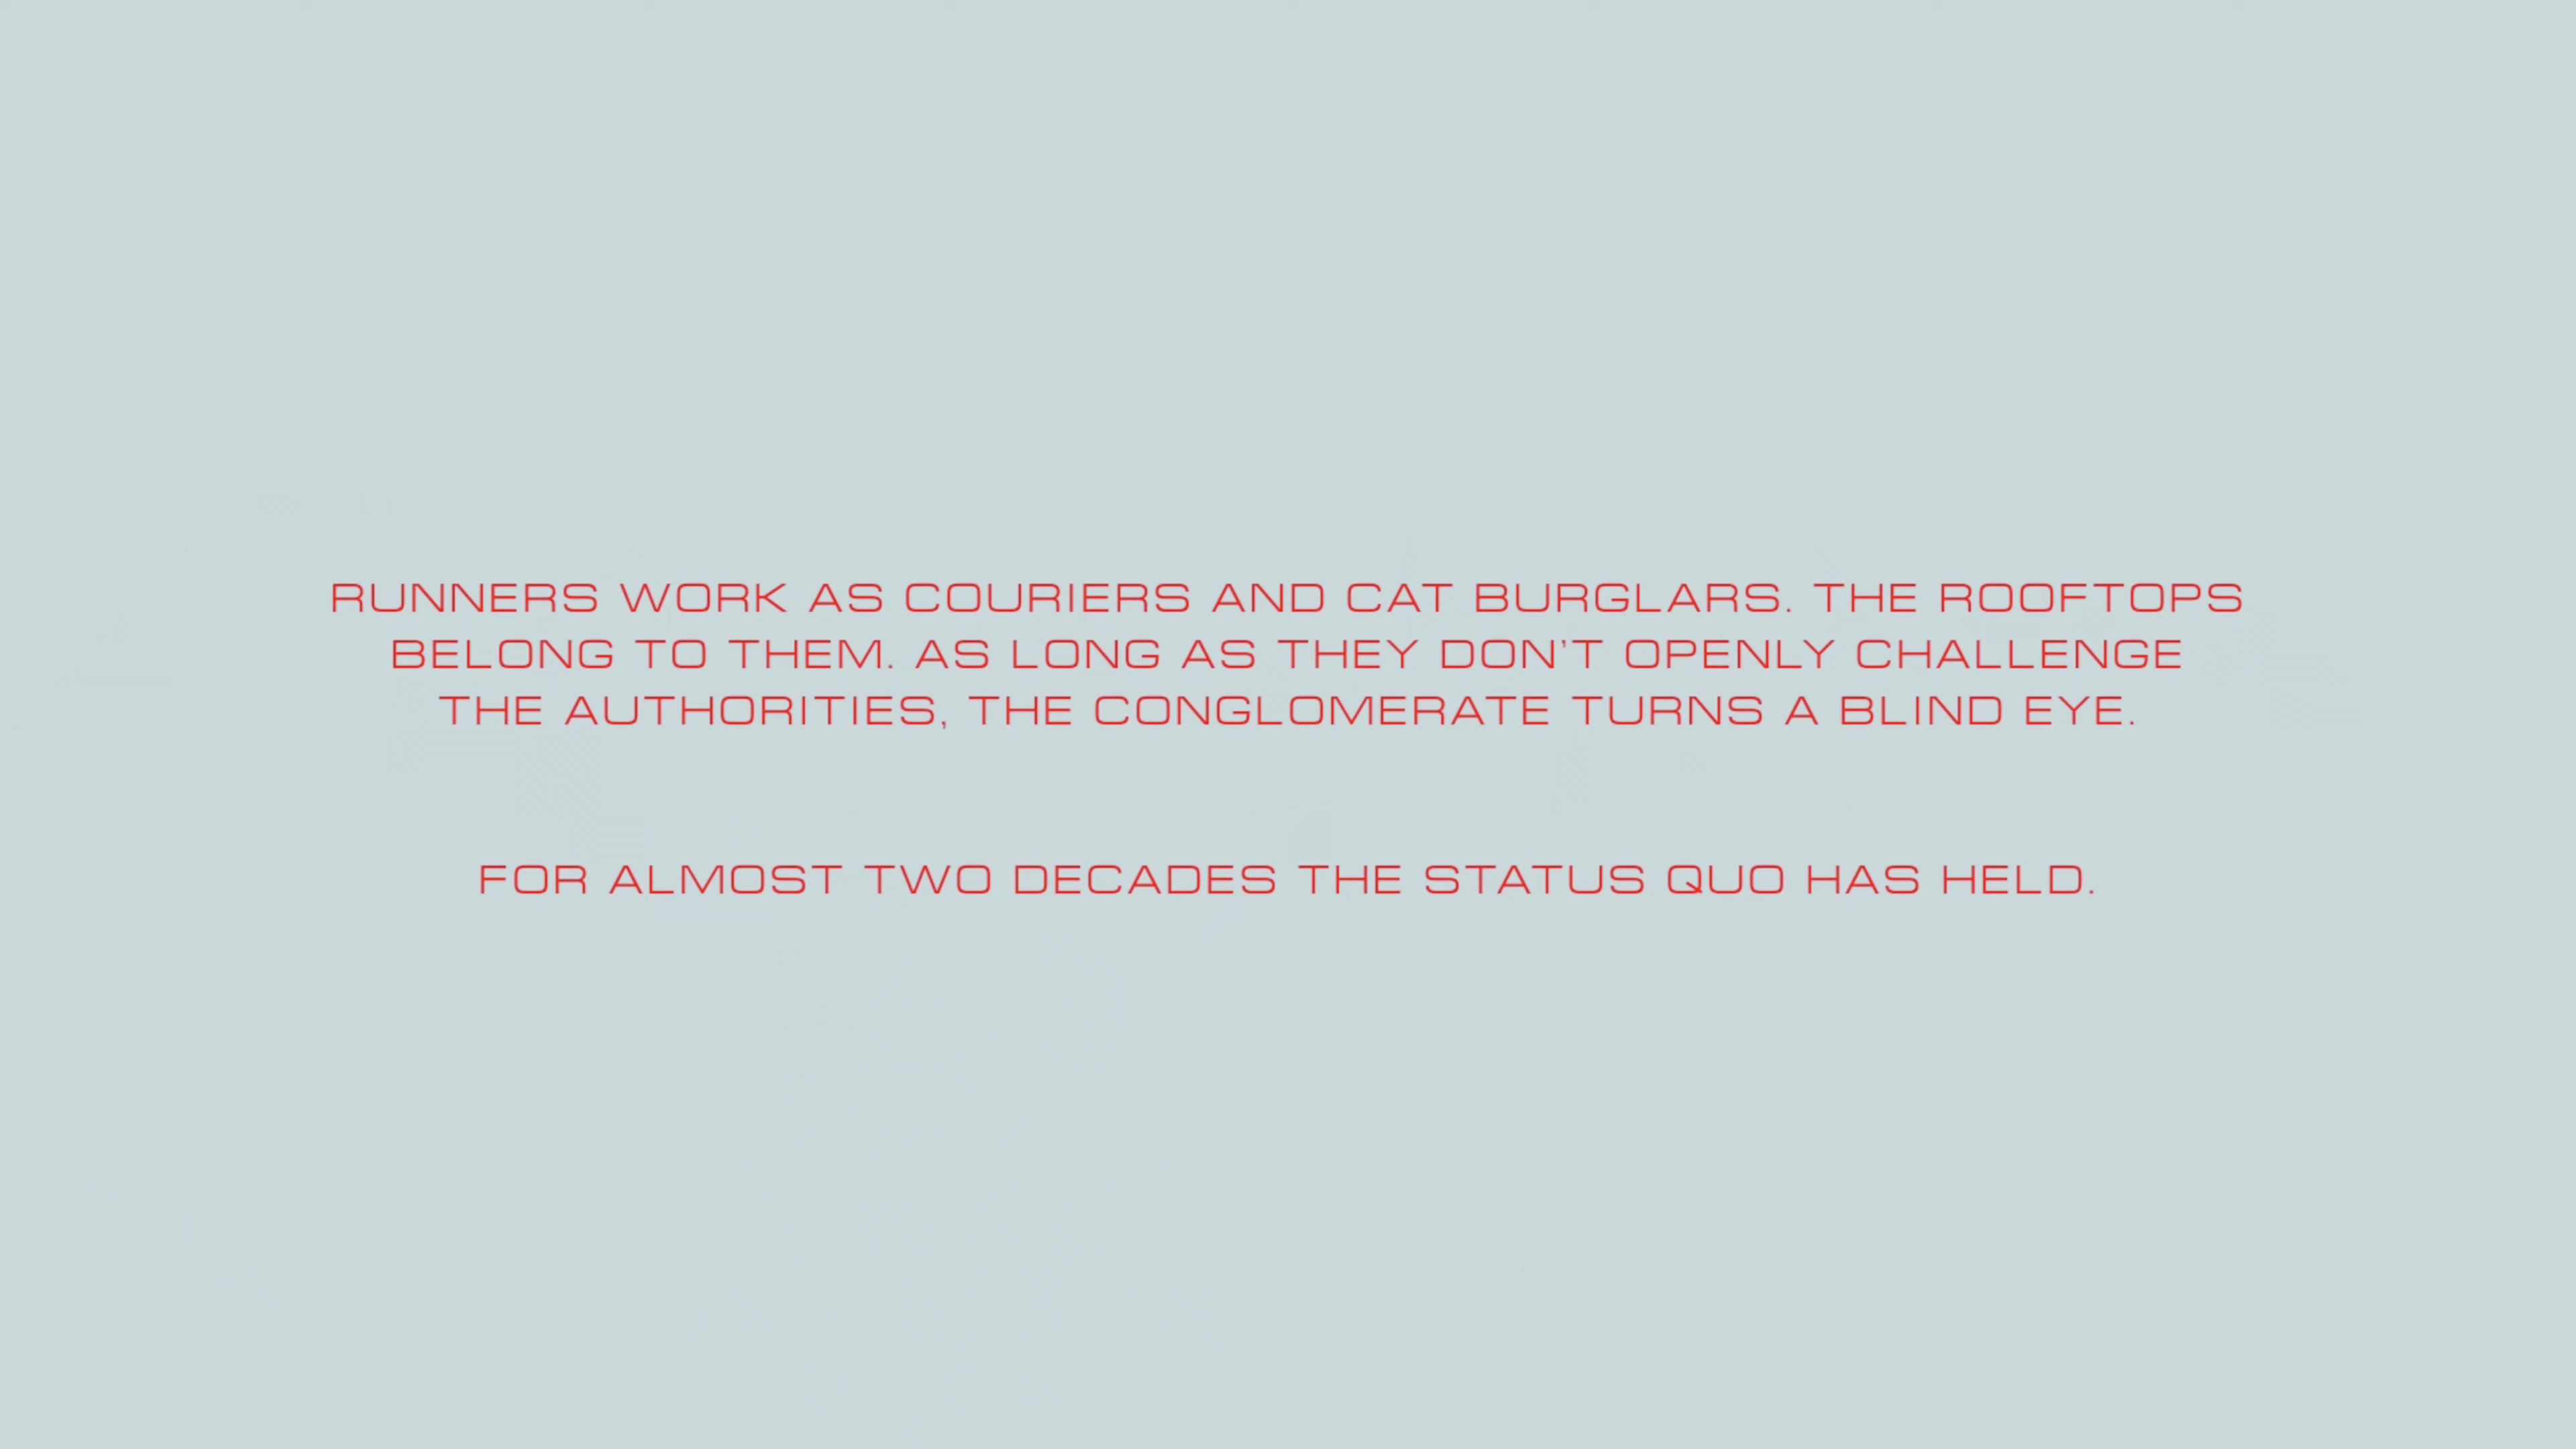 RUNNERS WORK AS COURIERS AND CAT BURGLARS. THE ROOFTOPS
BELONG TO THEM. AS LONG AS THEY DON’T OPENLY CHALLENGE
THE AUTHORITIES, THE CONGLOMERATE TURNS A BLIND EYE.
FOR ALMOST TWO DECADES THE STATUS QUO HAS HELD.